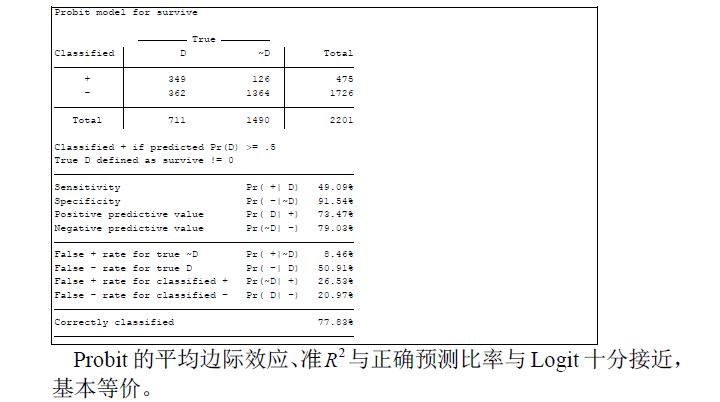 Probit model for survive
True
Classified D ~D Total
+ 349 126 475
- 362 1364 1726
Total 711 1490 2201
Classified + if predicted Pr(D) >= .5
True D defined as survive != 0
Sensitivity Pr( +| D) 49.09%
Specificity Pr( -|~D) 91.54%
Positive predictive value Pr( D| +) 73.47%
Negative predictive value Pr(~D| -) 79.03%
False + rate for true ~D Pr( +|~D) 8.46%
False - rate for true D Pr( -| D) 50.91%
False + rate for classified + Pr(~D| +) 26.53%
False - rate for classified - Pr( D| -) 20.97%
Correctly classified 77.83%
Probit 的平均边际效应、准R²与正确预测比率与 Logit 十分接近，
基本等价。